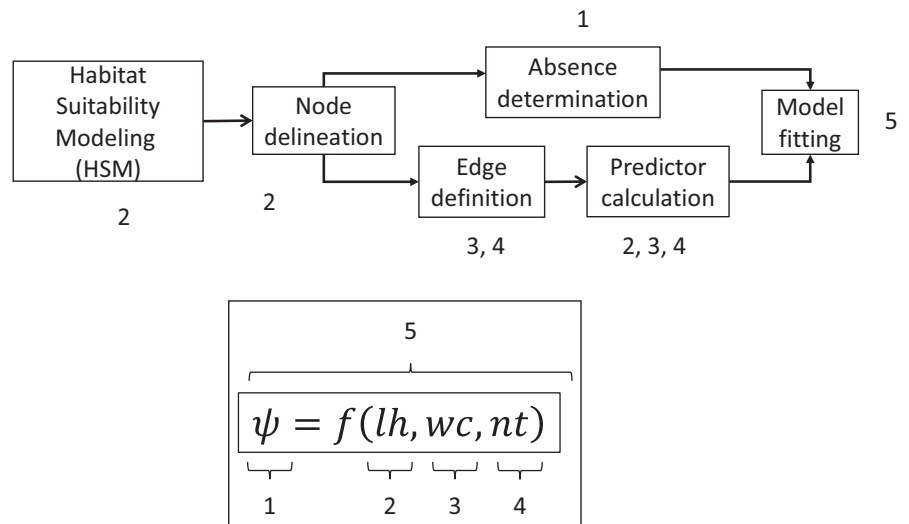 1
Habitat
Suitability
Modeling
(HSM)
2
Node
delineation
2
Absence
determination
Edge
definition
3, 4
Predictor
calculation
2, 3, 4
Model
fitting
5
5
ψ = f(lh, wc, nt)
1 2 3 4